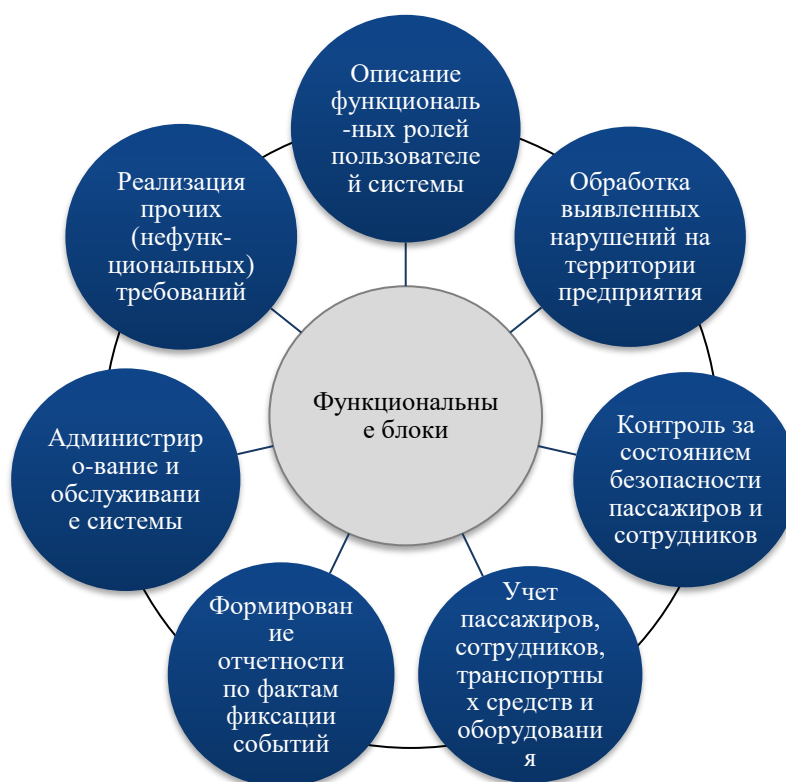 Описание
функциональ
-ных ролей
пользователе
й системы
Обработка
выявленных
нарушений на
территории
предприятия
Контроль за
состоянием
безопасности
пассажиров и
сотрудников
Учет
пассажиров,
сотрудников,
транспортны
х средств и
оборудовани
я
Формирован
ие
отчетности
по фактам
фиксации
событий
Администрир
о-вание и
обслуживани
е системы
Реализация
прочих
(нефунк-
циональных)
требований
Функциональны
е блоки